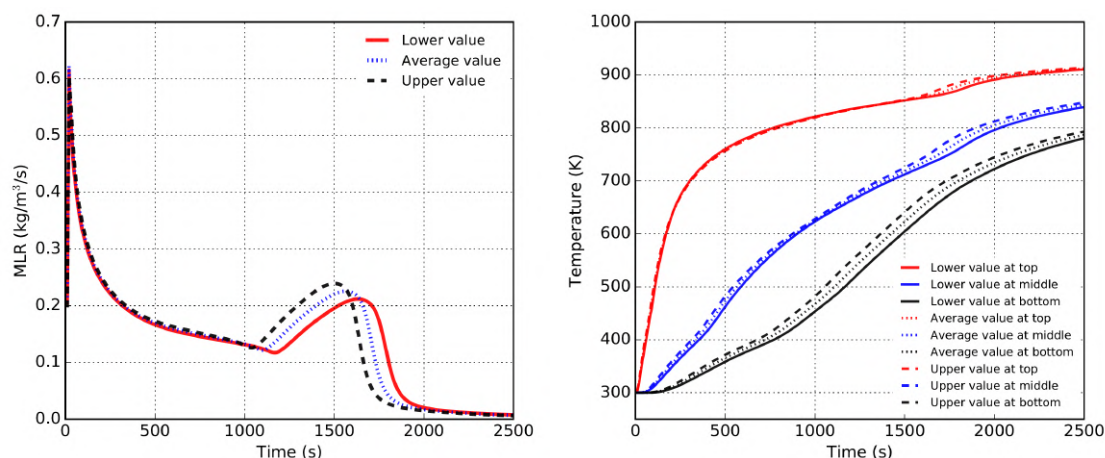 0.7
0.6
0.5
0.4
0.3
0.2
0.1
0.0
MLR (kg/m³/s)
0 500 1000 1500 2000 2500
Time (s)
Lower value
Average value
Upper value
1000
900
800
700
600
500
400
300
Temperature (K)
0 500 1000 1500 2000 2500
Time (s)
Lower value at top
Lower value at middle
Lower value at bottom
Average value at top
Average value at middle
Average value at bottom
Upper value at top
Upper value at middle
Upper value at bottom